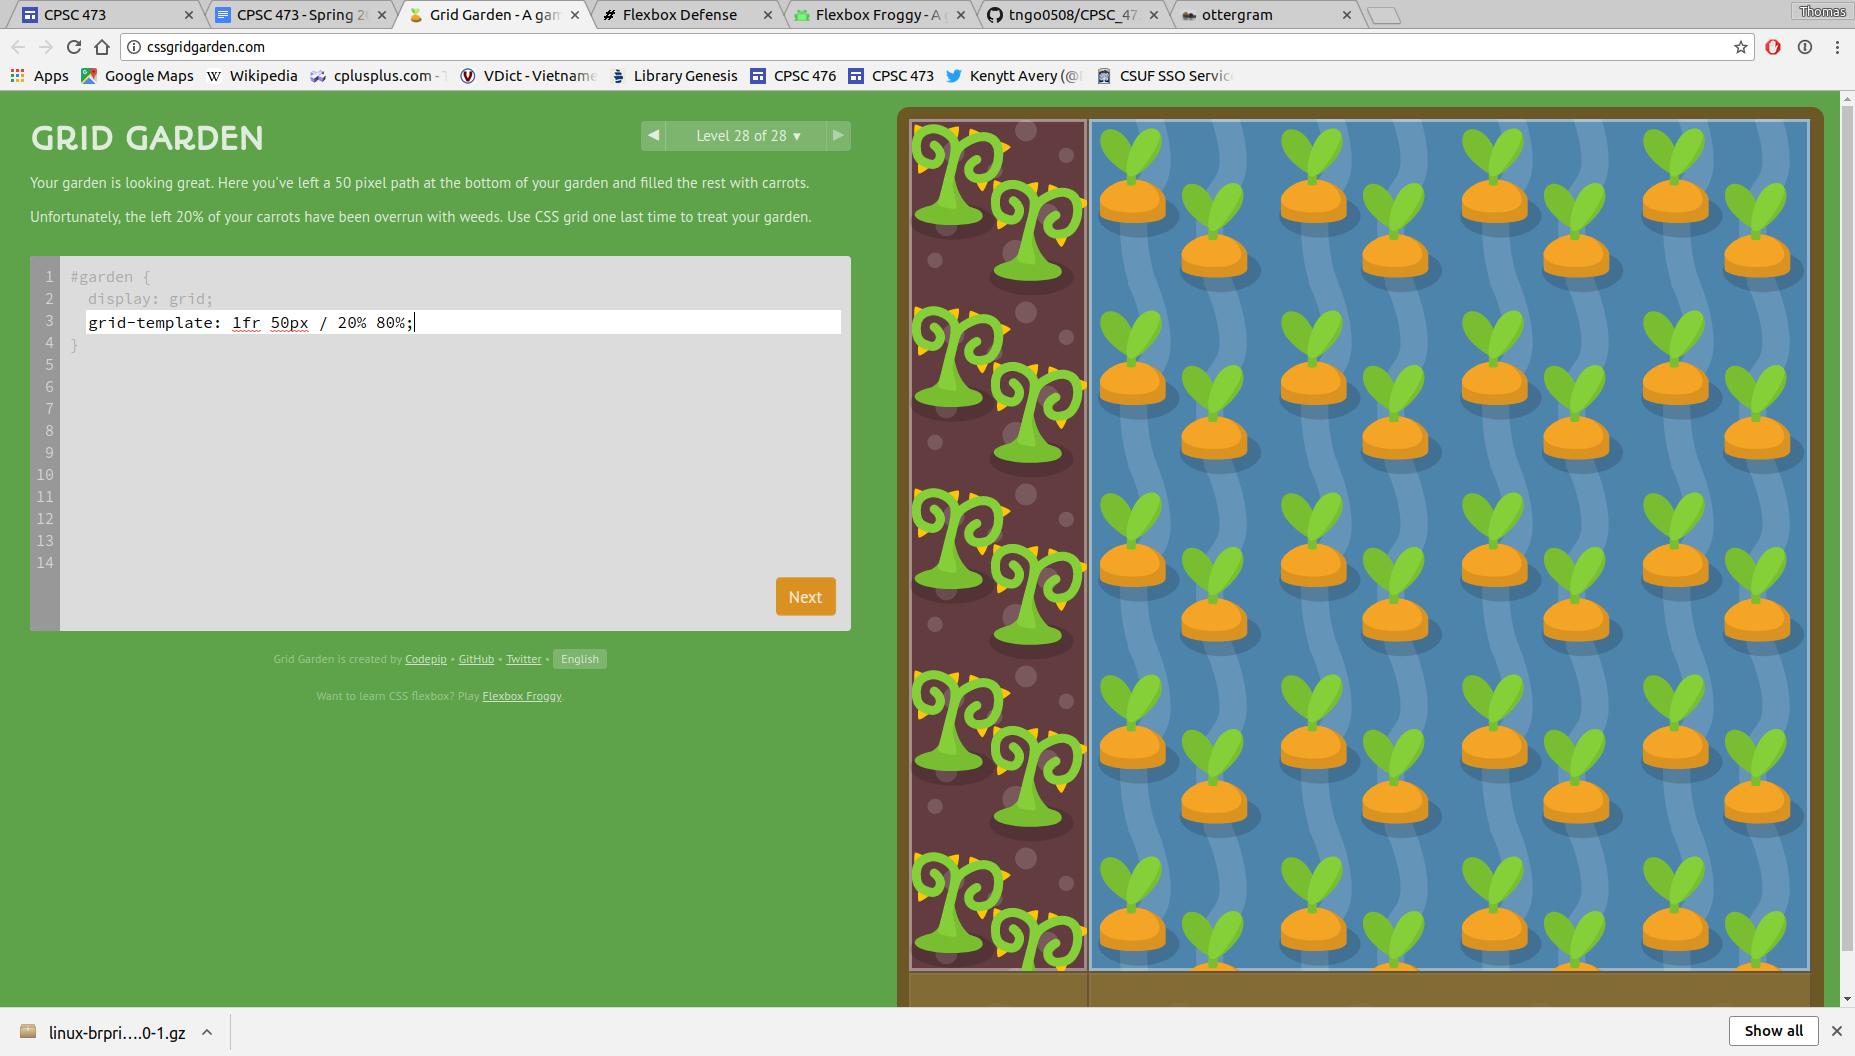 CPSC 473
CPSC 473 - Spring 2
Grid Garden - A gam
Flexbox Defense
Flexbox Froggy - A g
tngo0508/CPSC_47
ottergram
Thomas
cssgridgarden.com
Apps
Google Maps
Wikipedia
cplusplus.com - T
VDict - Vietname
Library Genesis
CPSC 476
CPSC 473
Kenytt Avery (@
CSUF SSO Servic
GRID GARDEN
Level 28 of 28 ▾
Your garden is looking great. Here you've left a 50 pixel path at the bottom of your garden and filled the rest with carrots.
Unfortunately, the left 20% of your carrots have been overrun with weeds. Use CSS grid one last time to treat your garden.
1 #garden {
2 display: grid;
3 grid-template: 1fr 50px / 20% 80%;
4 }
5
6
7
8
9
10
11
12
13
14
Next
Grid Garden is created by Codepip • GitHub • Twitter • English
Want to learn CSS flexbox? Play Flexbox Froggy.
linux-brpri....0-1.gz
Show all